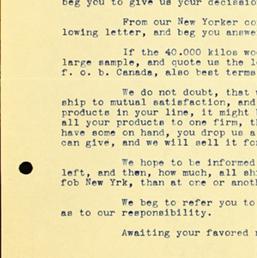 beg you to give us your decision
From our New Yorker co
lowing letter, and beg you answe
If the 40.000 kilos wo
large sample, and quote us the l
f. o. b. Canada, also best terms
We do not doubt, that w
ship to mutual satisfaction, and
products in your line, it might b
all your products to one firm, th
have some on hand, you drop us a
can give, and we will sell it fo
We hope to be informed
left, and then, how much, all shi
fob New Yrk, than at one or anoth
We beg to refer you to
as to our responsibility.
Awaiting your favored r